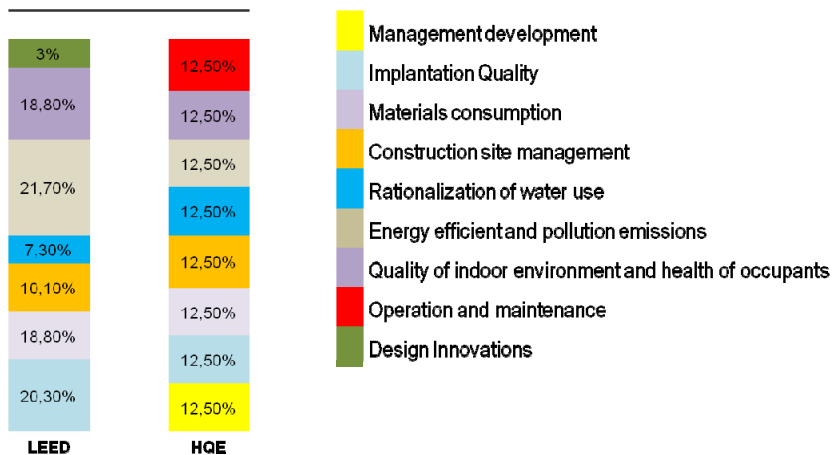 3%
18,80%
21,70%
7,30%
10,10%
18,80%
20,30%
LEED
12,50%
12,50%
12,50%
12,50%
12,50%
12,50%
12,50%
12,50%
HQE
Management development
Implantation Quality
Materials consumption
Construction site management
Rationalization of water use
Energy efficient and pollution emissions
Quality of indoor environment and health of occupants
Operation and maintenance
Design Innovations